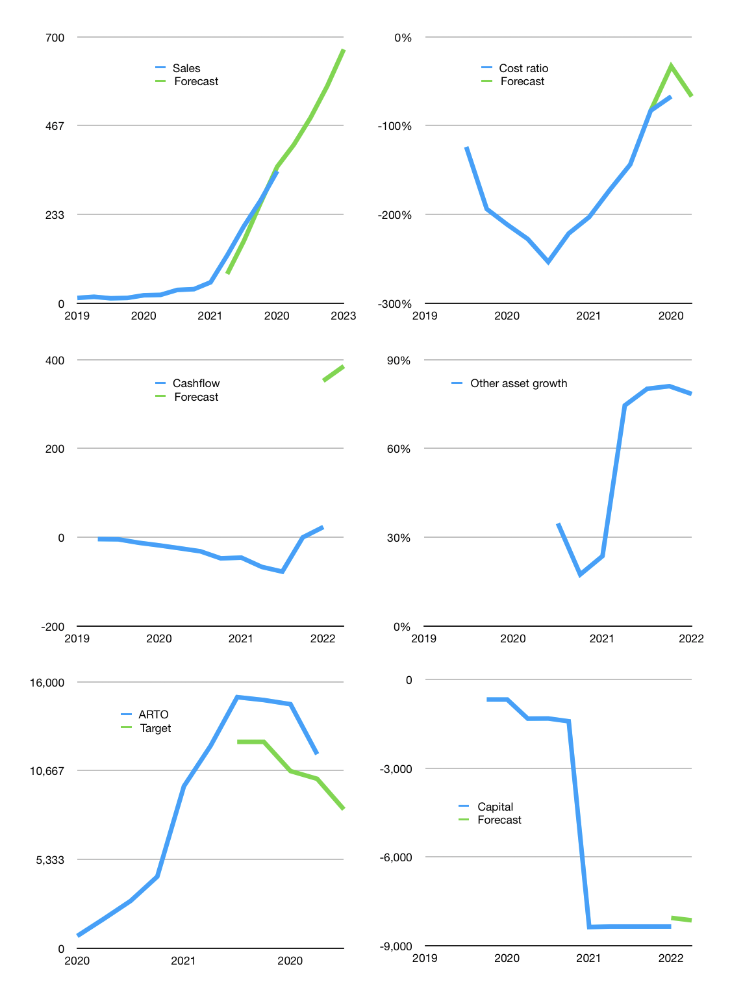 700
Sales
Forecast
467
233
0
2019 2020 2021 2020 2023
0%
Cost ratio
Forecast
-100%
-200%
-300%
2019 2020 2021 2020
400
Cashflow
Forecast
200
0
-200
2019 2020 2021 2022
90%
Other asset growth
60%
30%
0%
2019 2020 2021 2022
16,000
ARTO
Target
10,667
5,333
0
2020 2021 2020
0
-3,000
Capital
Forecast
-6,000
-9,000
2019 2020 2021 2022